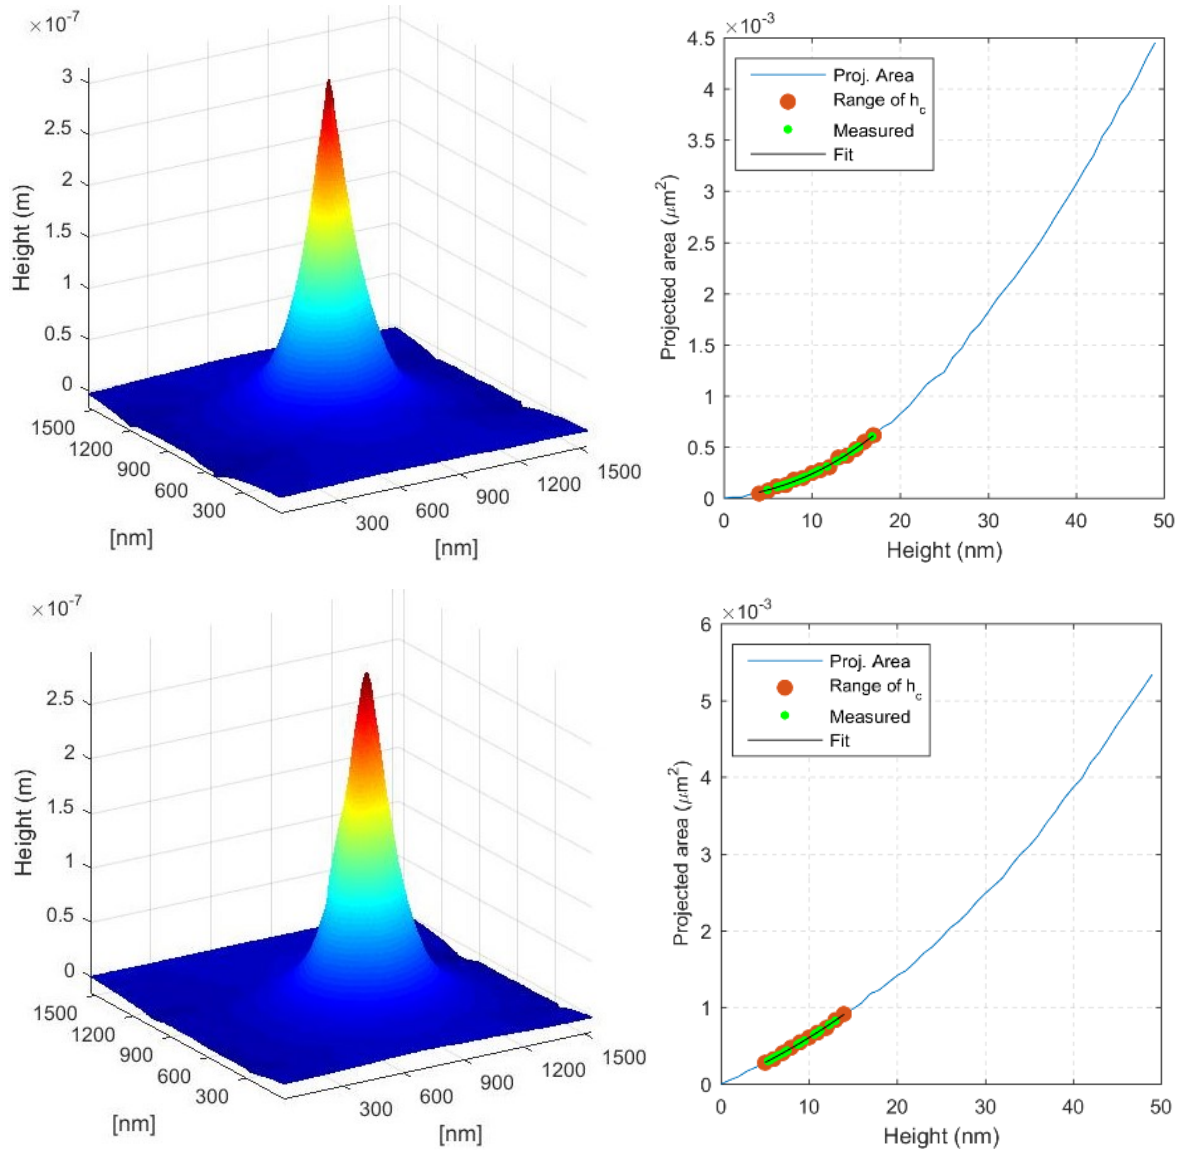 ×10-7
3
2.5
2
1.5
1
0.5
0
Height (m)
1500
1200
900
600
300
[nm]
300
600
900
1200
1500
[nm]
×10-3
4.5
4
3.5
3
2.5
2
1.5
1
0.5
0
Projected area (μm2)
Proj. Area
Range of hc
Measured
Fit
0 10 20 30 40 50
Height (nm)
×10-7
2.5
2
1.5
1
0.5
0
Height (m)
1500
1200
900
600
300
[nm]
300
600
900
1200
1500
[nm]
×10-3
6
5
4
3
2
1
0
Projected area (μm2)
Proj. Area
Range of hc
Measured
Fit
0 10 20 30 40 50
Height (nm)